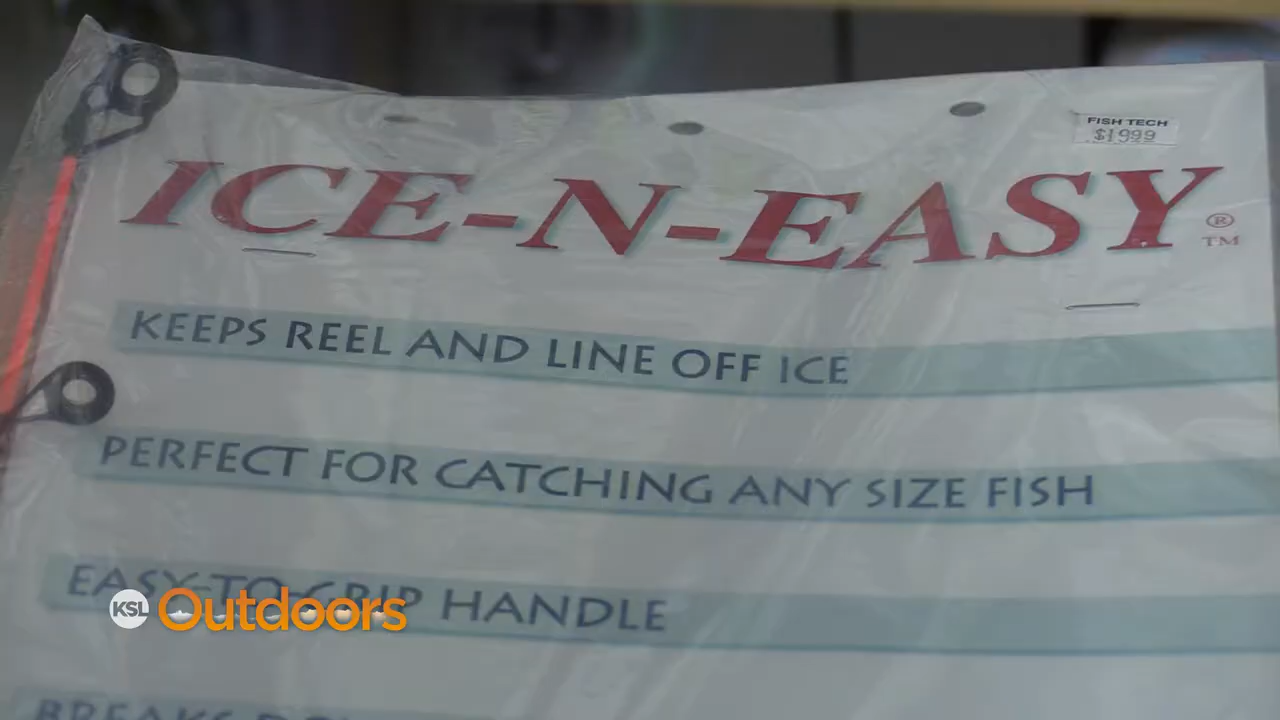 FISH TECH
$19.99
ICE-N-EASY ®
TM
KEEPS REEL AND LINE OFF ICE
PERFECT FOR CATCHING ANY SIZE FISH
EASY-TO-GRIP HANDLE
KSL Outdoors
BREAKS